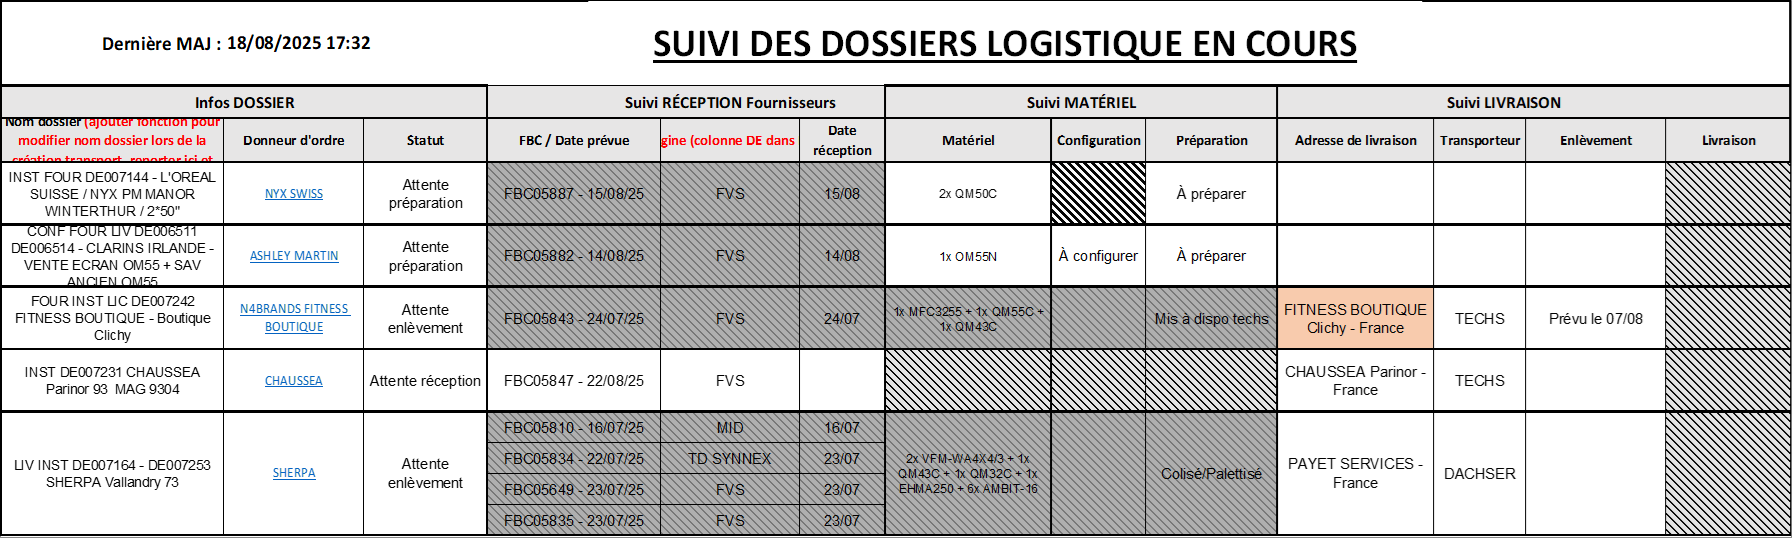 Dernière MAJ : 18/08/2025 17:32
SUIVI DES DOSSIERS LOGISTIQUE EN COURS
Infos DOSSIER
Suivi RÉCEPTION Fournisseurs
Suivi MATÉRIEL
Suivi LIVRAISON
Nom dossier (ajouter fonction pour
modifier nom dossier lors de la
création transport, reporter ici et
Donneur d'ordre
Statut
FBC / Date prévue
gine (colonne DE dans
Date
réception
Matériel
Configuration
Préparation
Adresse de livraison
Transporteur
Enlèvement
Livraison
INST FOUR DE007144 - L'OREAL
SUISSE / NYX PM MANOR
WINTERTHUR / 2*50"
NYX SWISS
Attente
préparation
FBC05887 - 15/08/25
FVS
15/08
2x QM50C
À préparer
CONF FOUR LIV DE006511
DE006514 - CLARINS IRLANDE -
VENTE ECRAN OM55 + SAV
ANCIEN OM55
ASHLEY MARTIN
Attente
préparation
FBC05882 - 14/08/25
FVS
14/08
1x OM55N
À configurer
À préparer
FOUR INST LIC DE007242
FITNESS BOUTIQUE - Boutique
Clichy
N4BRANDS FITNESS
BOUTIQUE
Attente
enlèvement
FBC05843 - 24/07/25
FVS
24/07
1x MFC3255 + 1x QM55C +
1x QM43C
Mis à dispo techs
FITNESS BOUTIQUE
Clichy - France
TECHS
Prévu le 07/08
INST DE007231 CHAUSSEA
Parinor 93 MAG 9304
CHAUSSEA
Attente réception
FBC05847 - 22/08/25
FVS
CHAUSSEA Parinor -
France
TECHS
LIV INST DE007164 - DE007253
SHERPA Vallandry 73
SHERPA
Attente
enlèvement
FBC05810 - 16/07/25
MID
16/07
FBC05834 - 22/07/25
TD SYNNEX
23/07
FBC05649 - 23/07/25
FVS
23/07
FBC05835 - 23/07/25
FVS
23/07
2x VFM-WA4X4/3 + 1x
QM43C + 1x QM32C + 1x
EHMA250 + 6x AMBIT-16
Colisé/Palettisé
PAYET SERVICES -
France
DACHSER